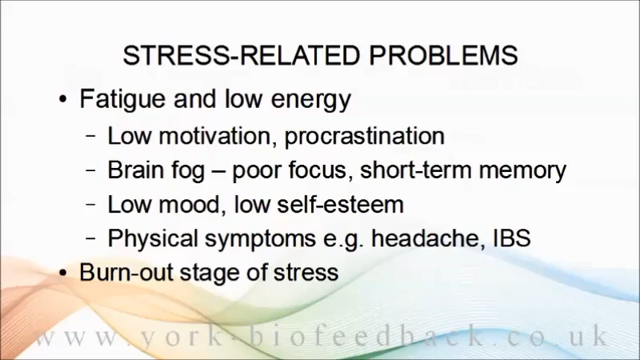 STRESS-RELATED PROBLEMS
• Fatigue and low energy
– Low motivation, procrastination
– Brain fog – poor focus, short-term memory
– Low mood, low self-esteem
– Physical symptoms e.g. headache, IBS
• Burn-out stage of stress
www.york-biofeedback.co.uk